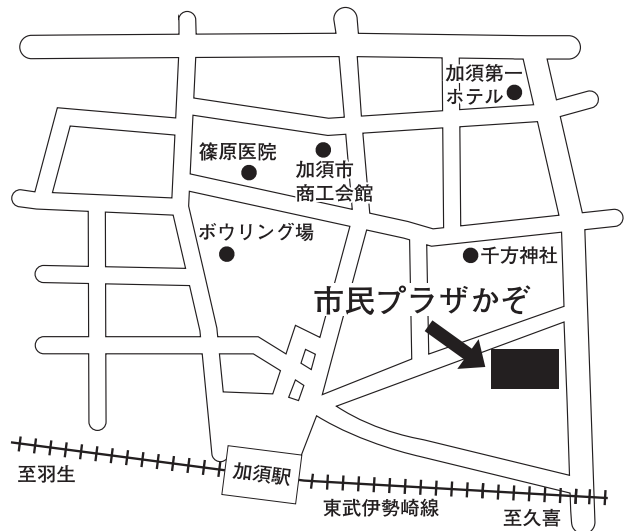 加須第一
ホテル
篠原医院
加須市
商工会館
ボウリング場
千方神社
市民プラザかぞ
加須駅
至羽生
東武伊勢崎線
至久喜